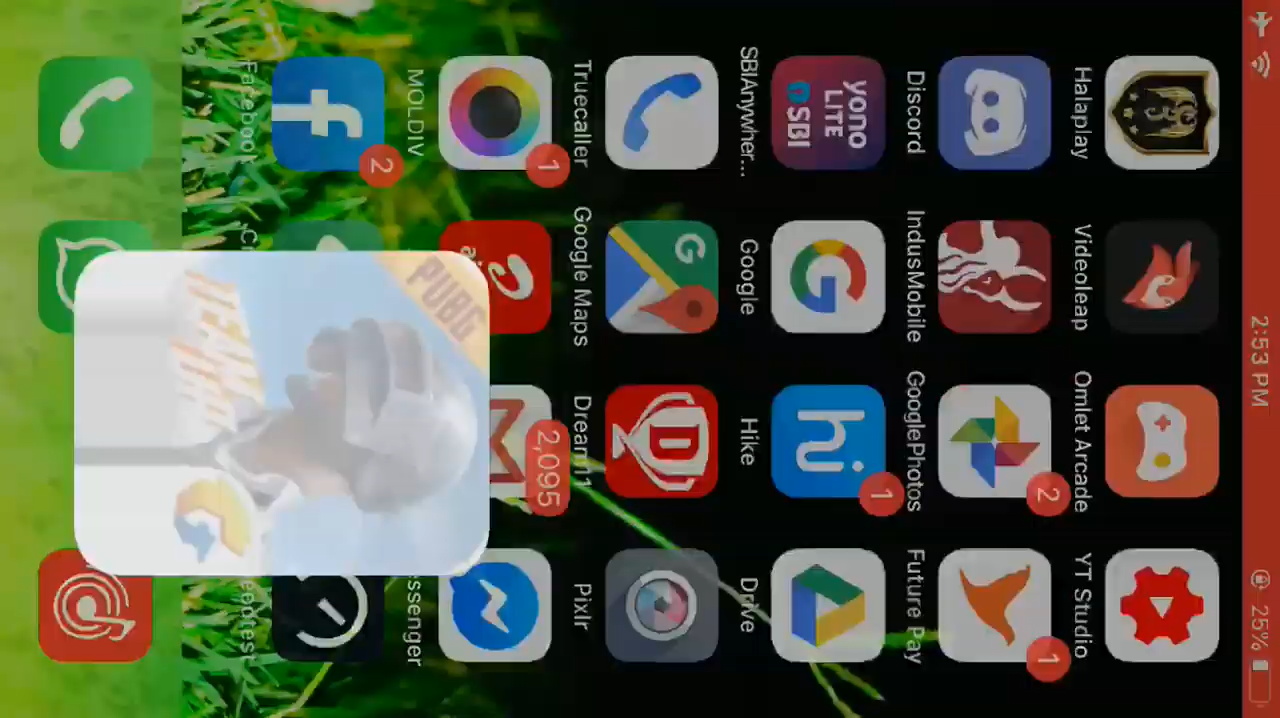 2:53 PM
25%
Halaplay
Videoleap
Omlet Arcade
YT Studio
Discord
IndusMobile
2
GooglePhotos
1
Future Pay
yono
LITE
SBI
SBIAnywher...
G
Google
hi
1
Hike
Drive
Truecaller
G
Google Maps
D
Dream11
Pixlr
1
MOLDIV
2,095
f
2
PUBG